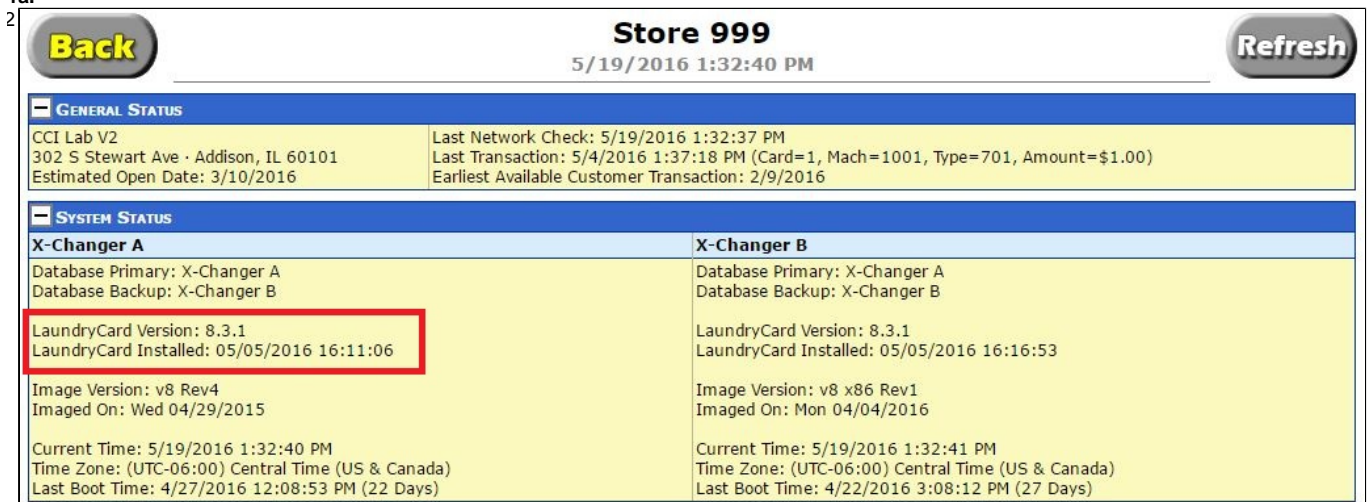 2
Back
Store 999
5/19/2016 1:32:40 PM
Refresh
GENERAL STATUS
CCI Lab V2
302 S Stewart Ave · Addison, IL 60101
Estimated Open Date: 3/10/2016
Last Network Check: 5/19/2016 1:32:37 PM
Last Transaction: 5/4/2016 1:37:18 PM (Card=1, Mach=1001, Type=701, Amount=$1.00)
Earliest Available Customer Transaction: 2/9/2016
SYSTEM STATUS
X-Changer A
Database Primary: X-Changer A
Database Backup: X-Changer B
LaundryCard Version: 8.3.1
LaundryCard Installed: 05/05/2016 16:11:06
Image Version: v8 Rev4
Imaged On: Wed 04/29/2015
Current Time: 5/19/2016 1:32:40 PM
Time Zone: (UTC-06:00) Central Time (US & Canada)
Last Boot Time: 4/27/2016 12:08:53 PM (22 Days)
X-Changer B
Database Primary: X-Changer A
Database Backup: X-Changer B
LaundryCard Version: 8.3.1
LaundryCard Installed: 05/05/2016 16:16:53
Image Version: v8 x86 Rev1
Imaged On: Mon 04/04/2016
Current Time: 5/19/2016 1:32:41 PM
Time Zone: (UTC-06:00) Central Time (US & Canada)
Last Boot Time: 4/22/2016 3:08:12 PM (27 Days)